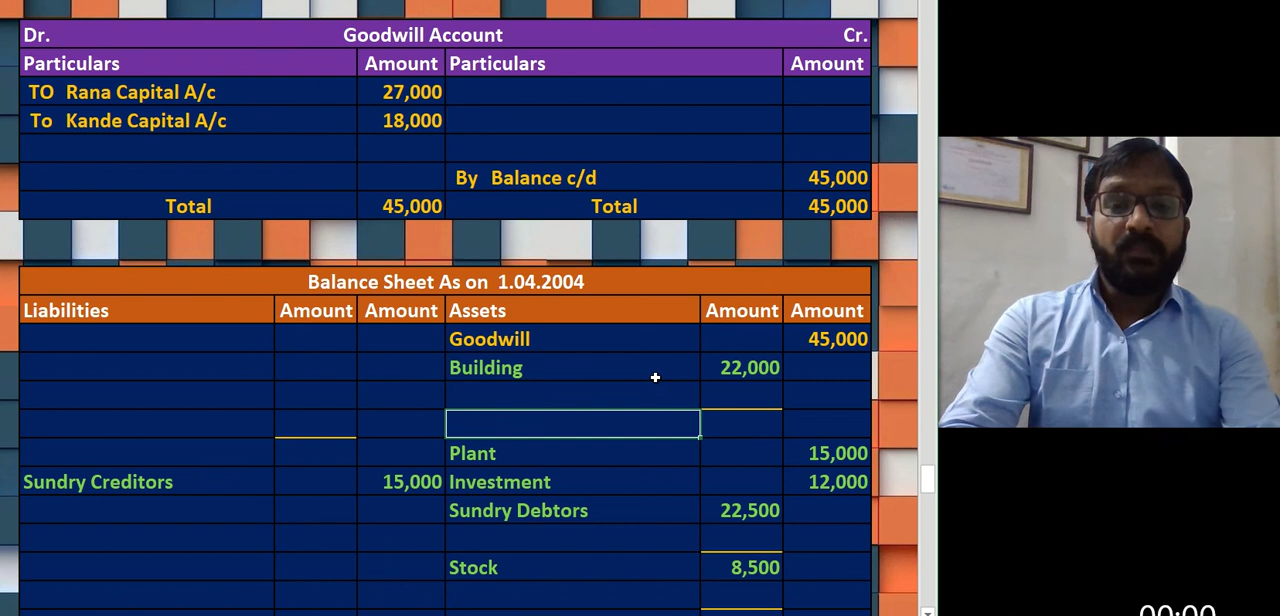 Dr. Goodwill Account Cr.
Particulars Amount Particulars Amount
TO Rana Capital A/c 27,000
To Kande Capital A/c 18,000
By Balance c/d 45,000
Total 45,000 Total 45,000
Balance Sheet As on 1.04.2004
Liabilities Amount Amount Assets Amount Amount
Goodwill 45,000
Building 22,000
Plant 15,000
Sundry Creditors 15,000 Investment 12,000
Sundry Debtors 22,500
Stock 8,500
00:00